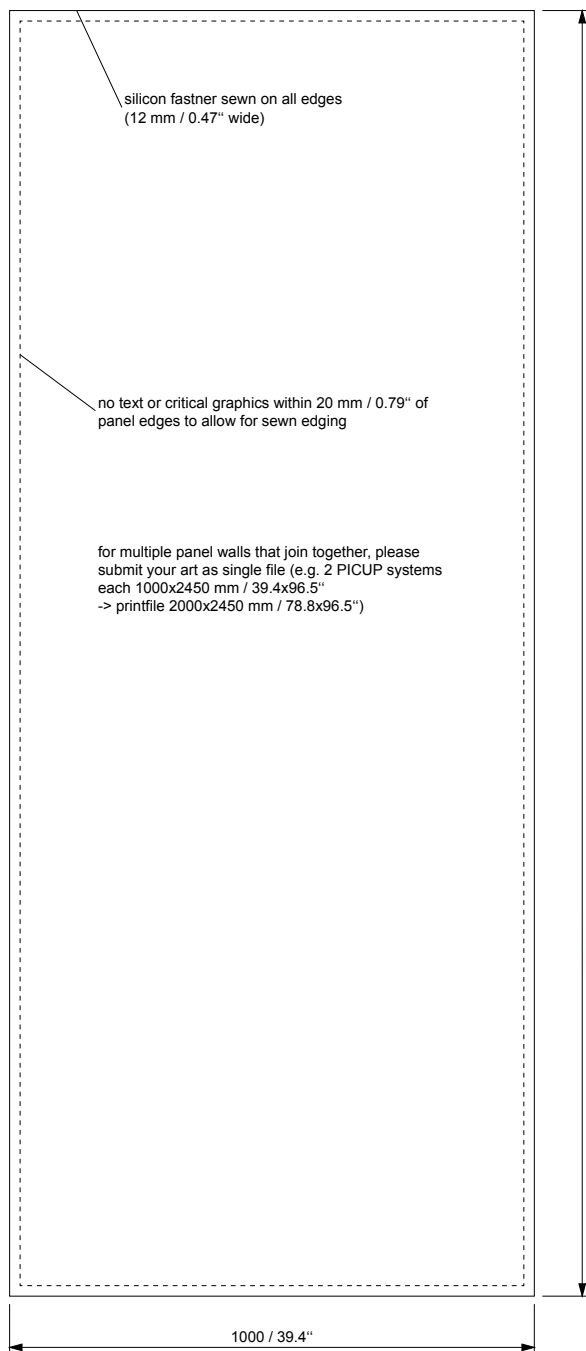 silicon fastner sewn on all edges
(12 mm / 0.47“ wide)
no text or critical graphics within 20 mm / 0.79“ of
panel edges to allow for sewn edging
for multiple panel walls that join together, please
submit your art as single file (e.g. 2 PICUP systems
each 1000x2450 mm / 39.4x96.5“
-> printfile 2000x2450 mm / 78.8x96.5“)
1000 / 39.4“